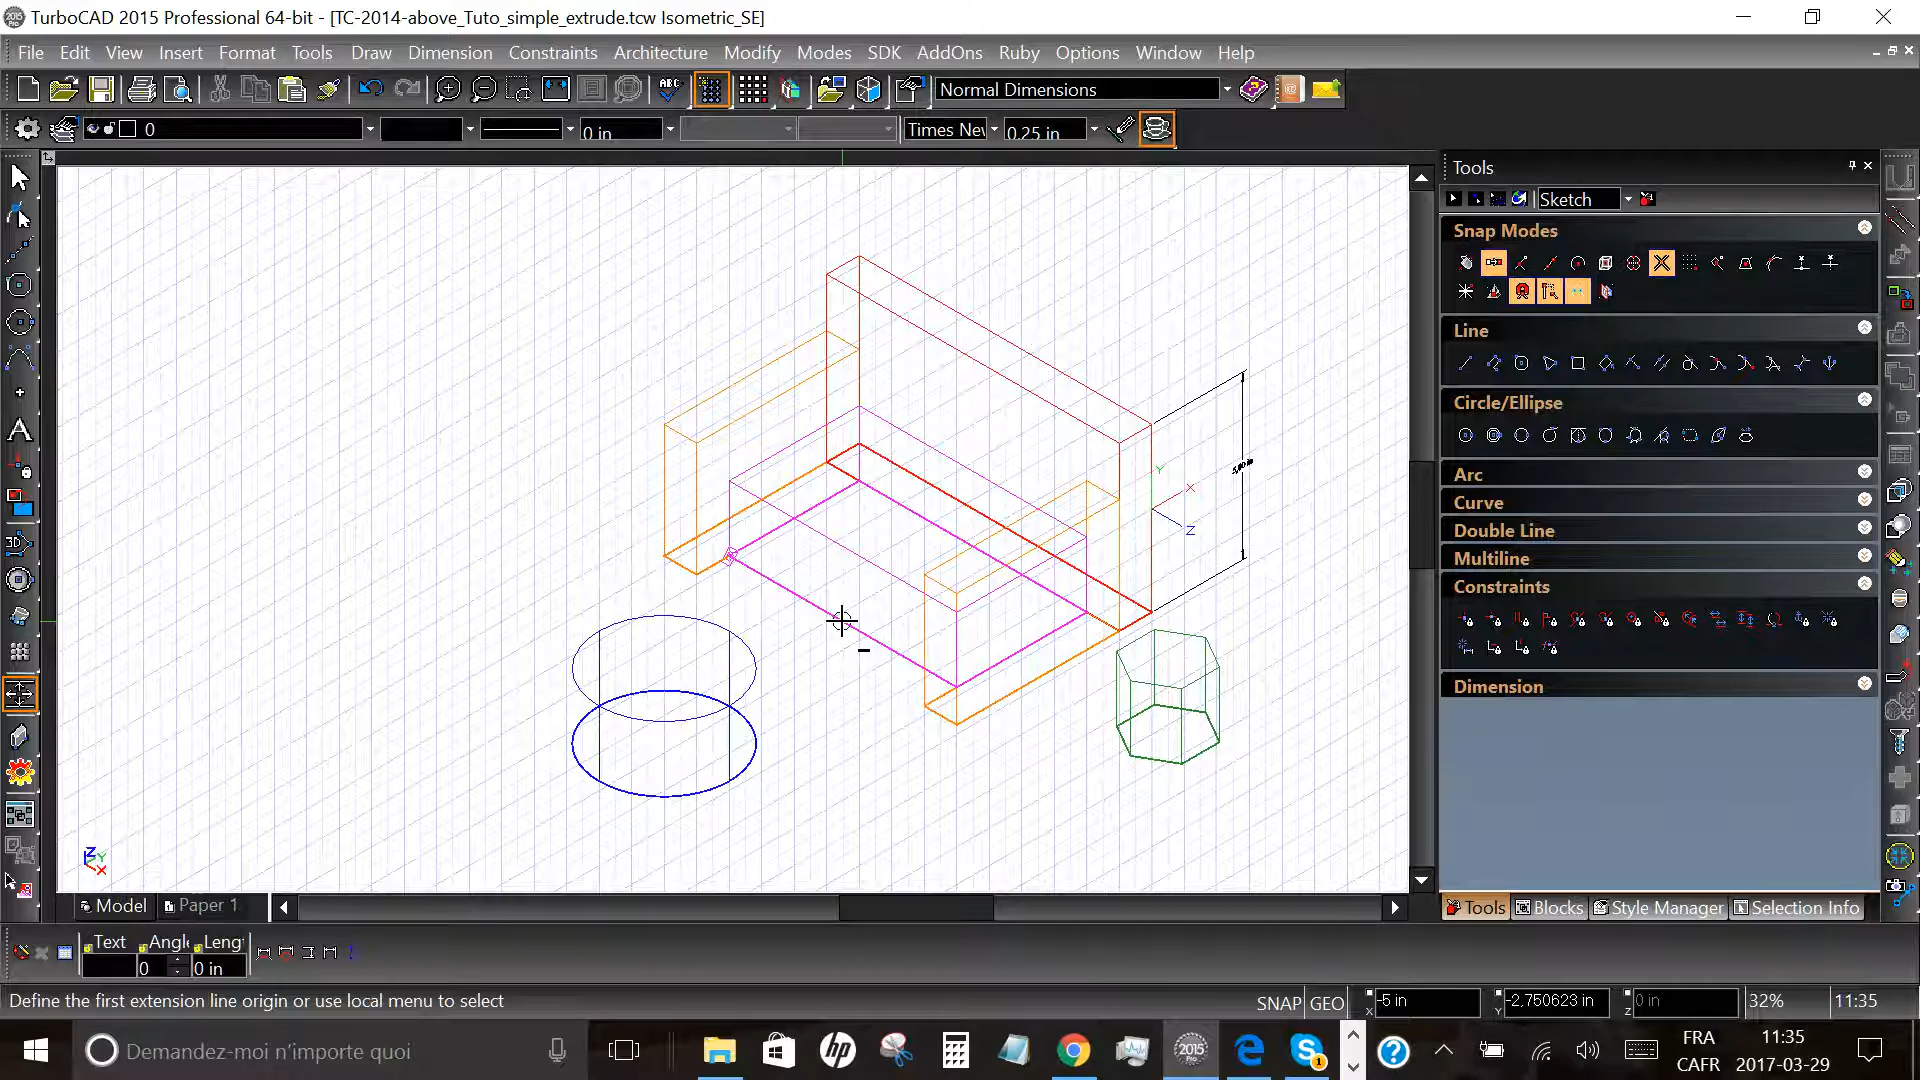 TurboCAD 2015 Professional 64-bit - [TC-2014-above_Tuto_simple_extrude.tcw Isometric_SE]
File Edit View Insert Format Tools Draw Dimension Constraints Architecture Modify Modes SDK AddOns Ruby Options Window Help
ABC Normal Dimensions
0 0 in Times Nev 0.25 in
Tools
Sketch
Snap Modes
Line
Circle/Ellipse
Arc
Curve
Double Line
Multiline
Constraints
Dimension
Y
X
Z
Z Y
X
Model Paper 1
Tools Blocks Style Manager Selection Info
Text Angle Leng
0 0 in
Define the first extension line origin or use local menu to select
SNAP GEO X -5 in Y -2,750623 in Z 0 in 32% 11:35
Demandez-moi n'importe quoi
hp 2015 1
FRA 11:35
CAFR 2017-03-29